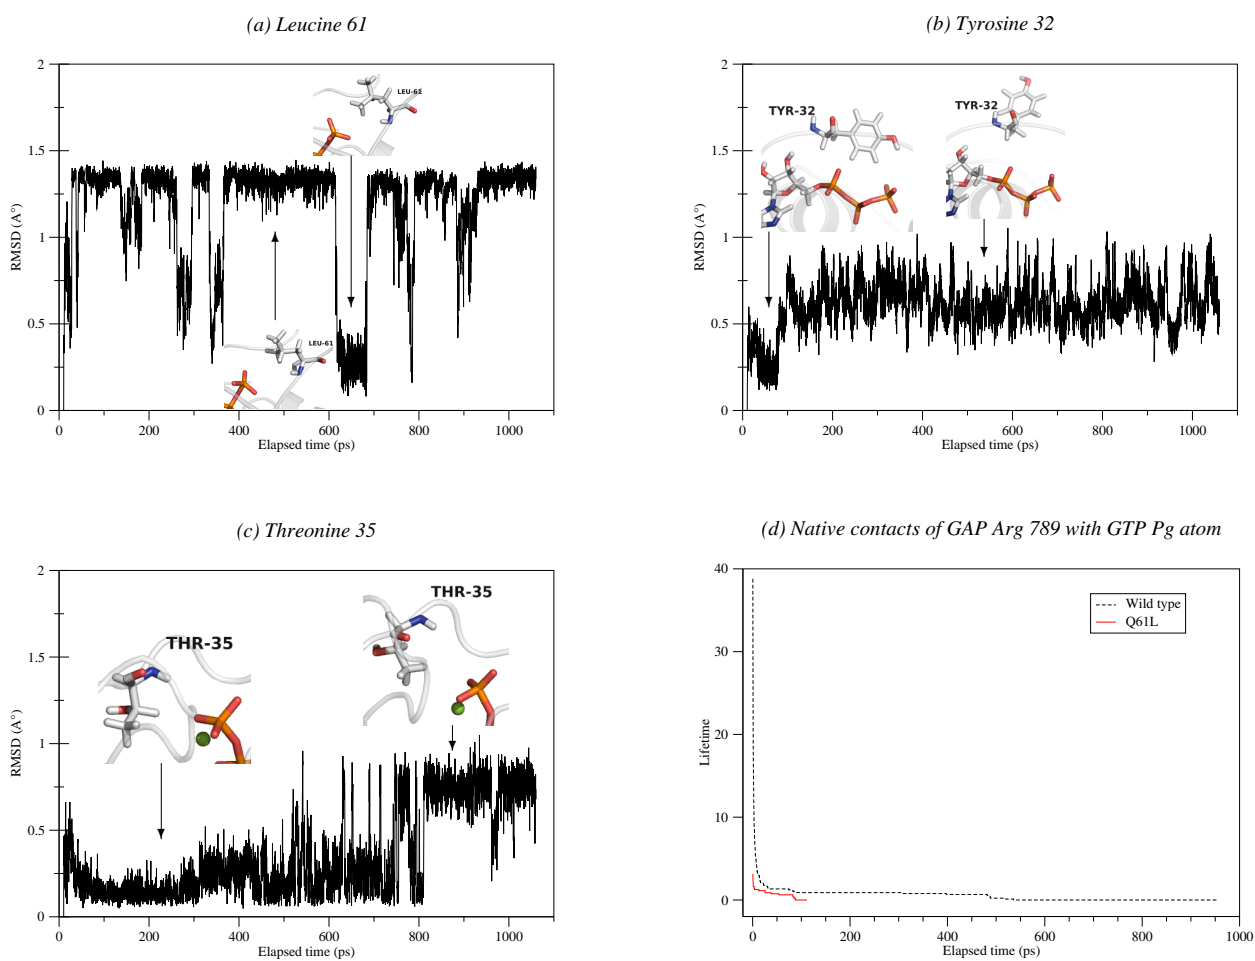 (a) Leucine 61
(b) Tyrosine 32
2
1.5
1
0.5
0
RMSD (A°)
0 200 400 600 800 1000
Elapsed time (ps)
LEU-61
LEU-61
2
1.5
1
0.5
0
RMSD (A°)
0 200 400 600 800 1000
Elapsed time (ps)
TYR-32
TYR-32
(c) Threonine 35
(d) Native contacts of GAP Arg 789 with GTP Pg atom
2
1.5
1
0.5
0
RMSD (A°)
0 200 400 600 800 1000
Elapsed time (ps)
THR-35
THR-35
40
30
20
10
0
Lifetime
0 200 400 600 800 1000
Elapsed time (ps)
Wild type
Q61L